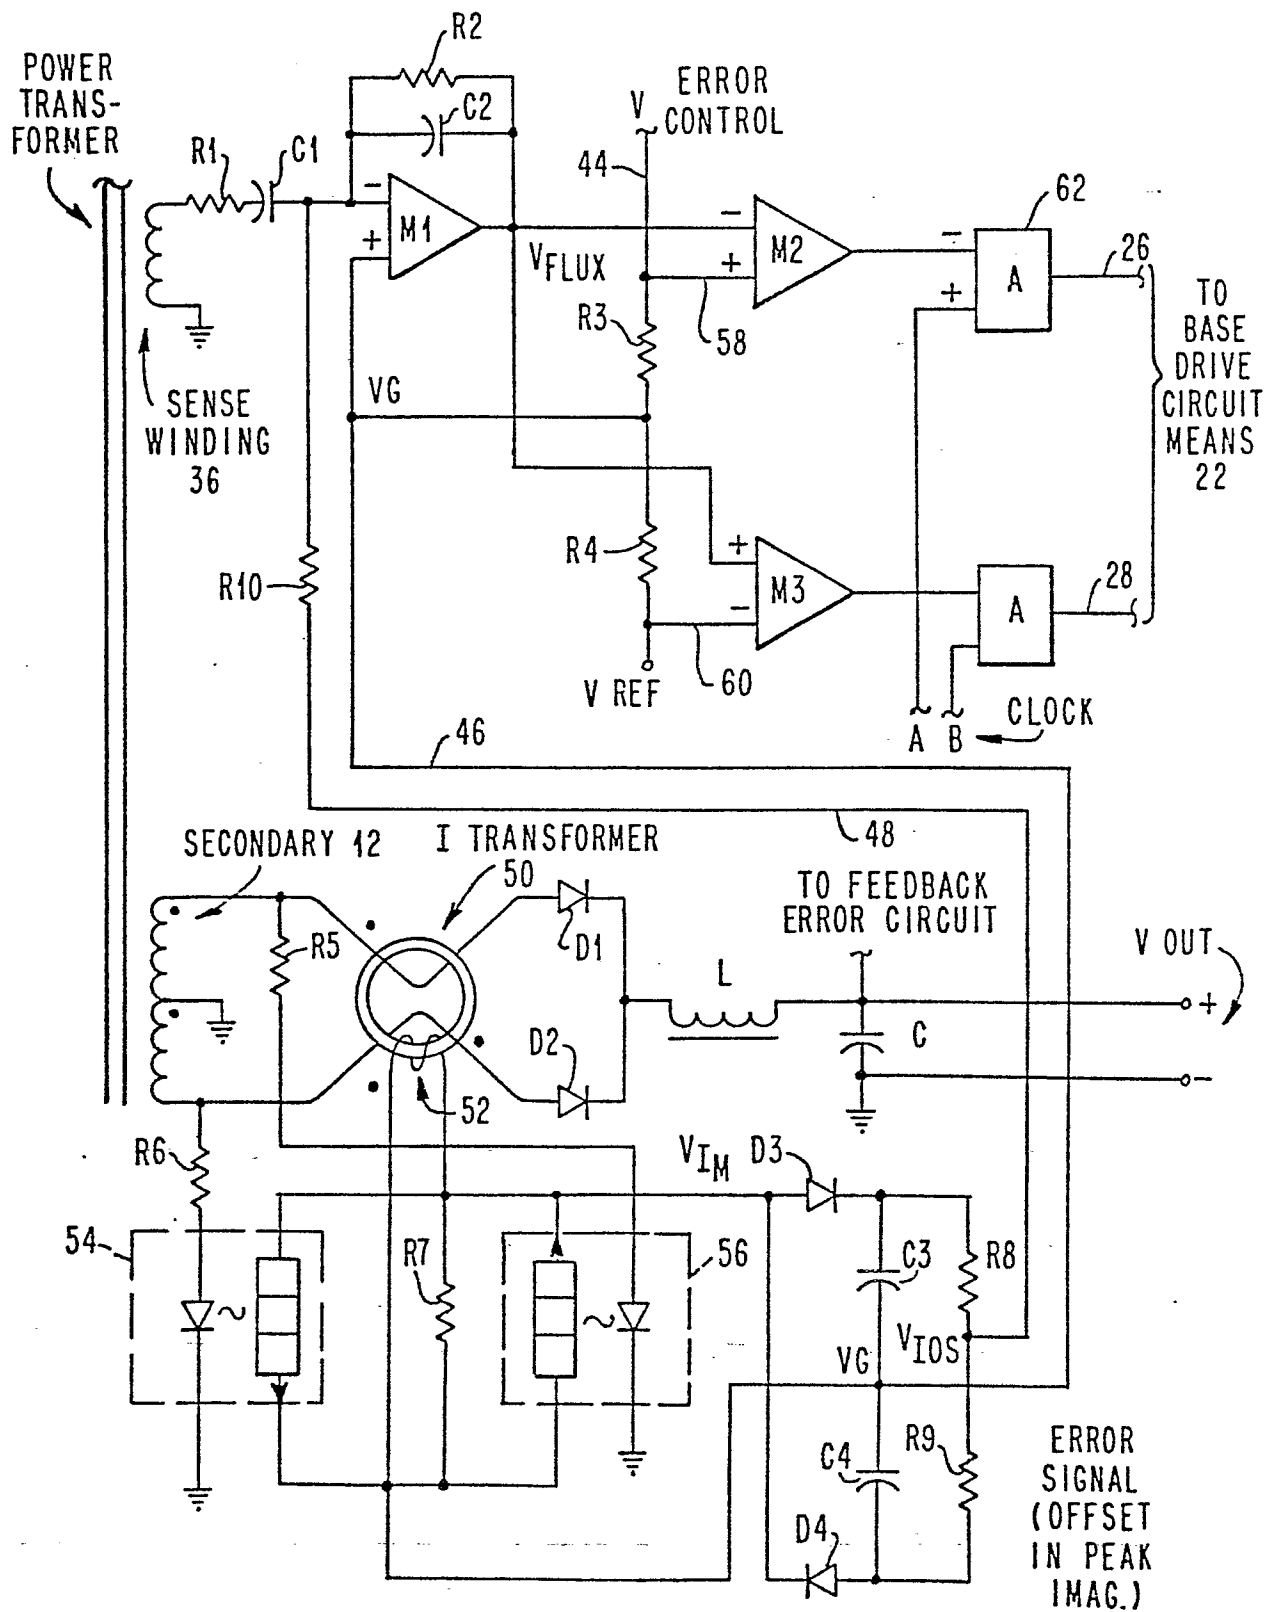 R2
POWER
TRANS-
FORMER
ERROR
CONTROL
V
C2
R1
C1
44
62
-
+
M1
-
+
M2
-
+
A
26
VFLUX
58
R3
TO
BASE
DRIVE
CIRCUIT
MEANS
22
VG
SENSE
WINDING
36
R10
R4
+
-
M3
A
28
60
V REF
A B
CLOCK
46
48
SECONDARY 12
I TRANSFORMER
50
TO FEEDBACK
ERROR CIRCUIT
R5
D1
L
V OUT
+
C
D2
-
52
R6
VIM
D3
54
56
R7
C3
R8
VIOS
VG
C4
R9
D4
ERROR
SIGNAL
(OFFSET
IN PEAK
IMAG.)